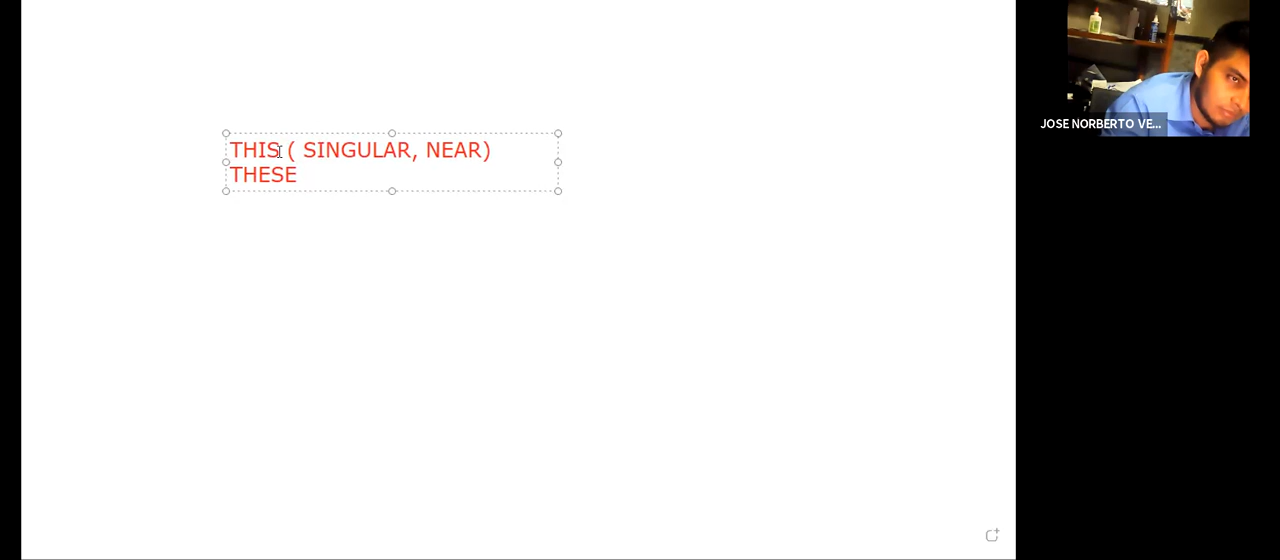 THIS ( SINGULAR, NEAR)
THESE
JOSE NORBERTO VE...